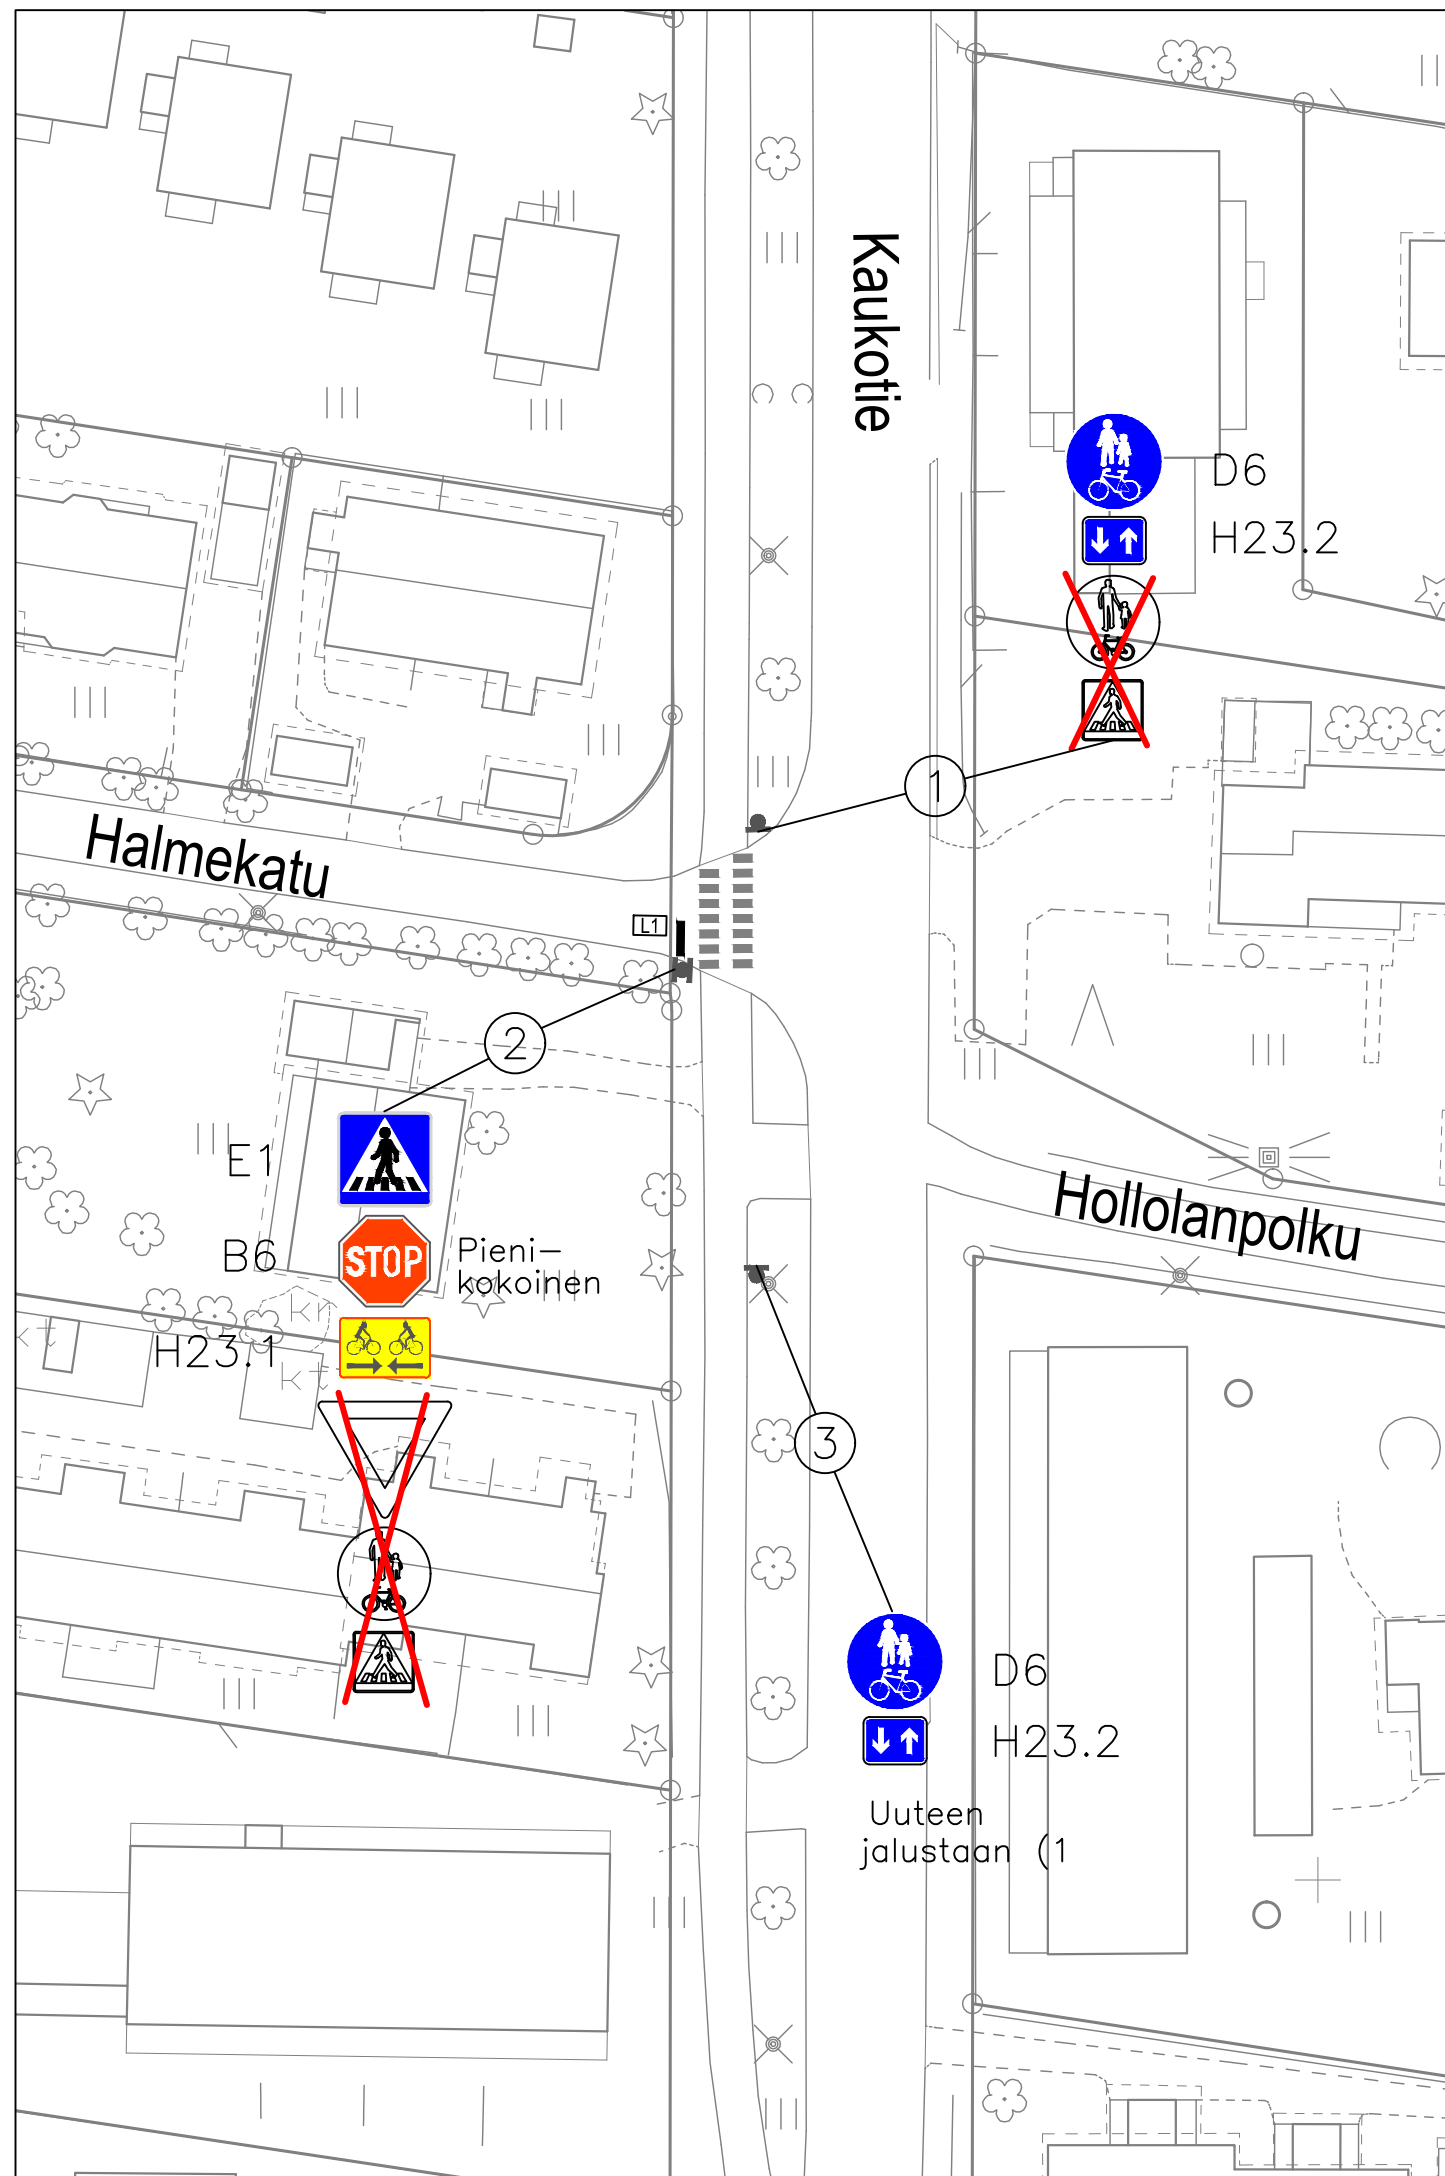 Kaukotie
D6
H23.2
1
Halmekatu
L1
2
E1
Hollolanpolku
B6
STOP
Pieni-
kokoinen
H23.1
3
D6
H23.2
Uuteen
jalustaan (1